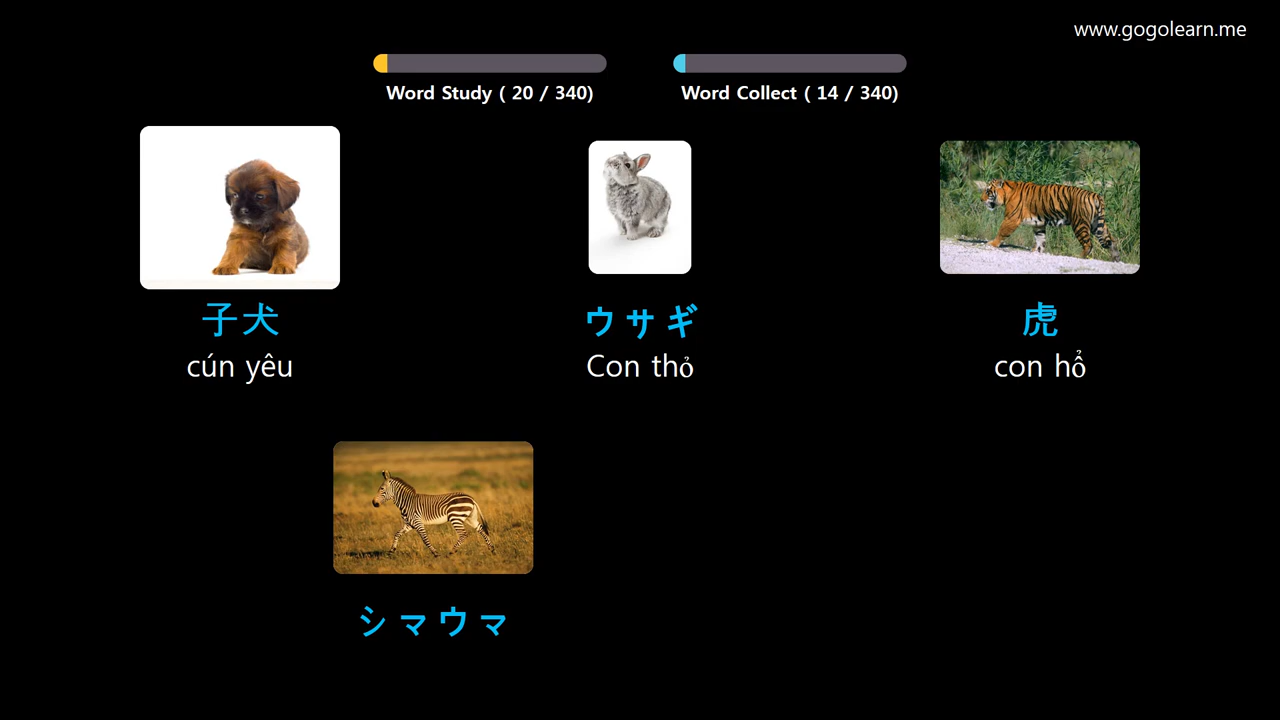 www.gogolearn.me
Word Study ( 20 / 340)
Word Collect ( 14 / 340)
子犬
cún yêu
ウサギ
Con thỏ
虎
con hổ
シマウマ